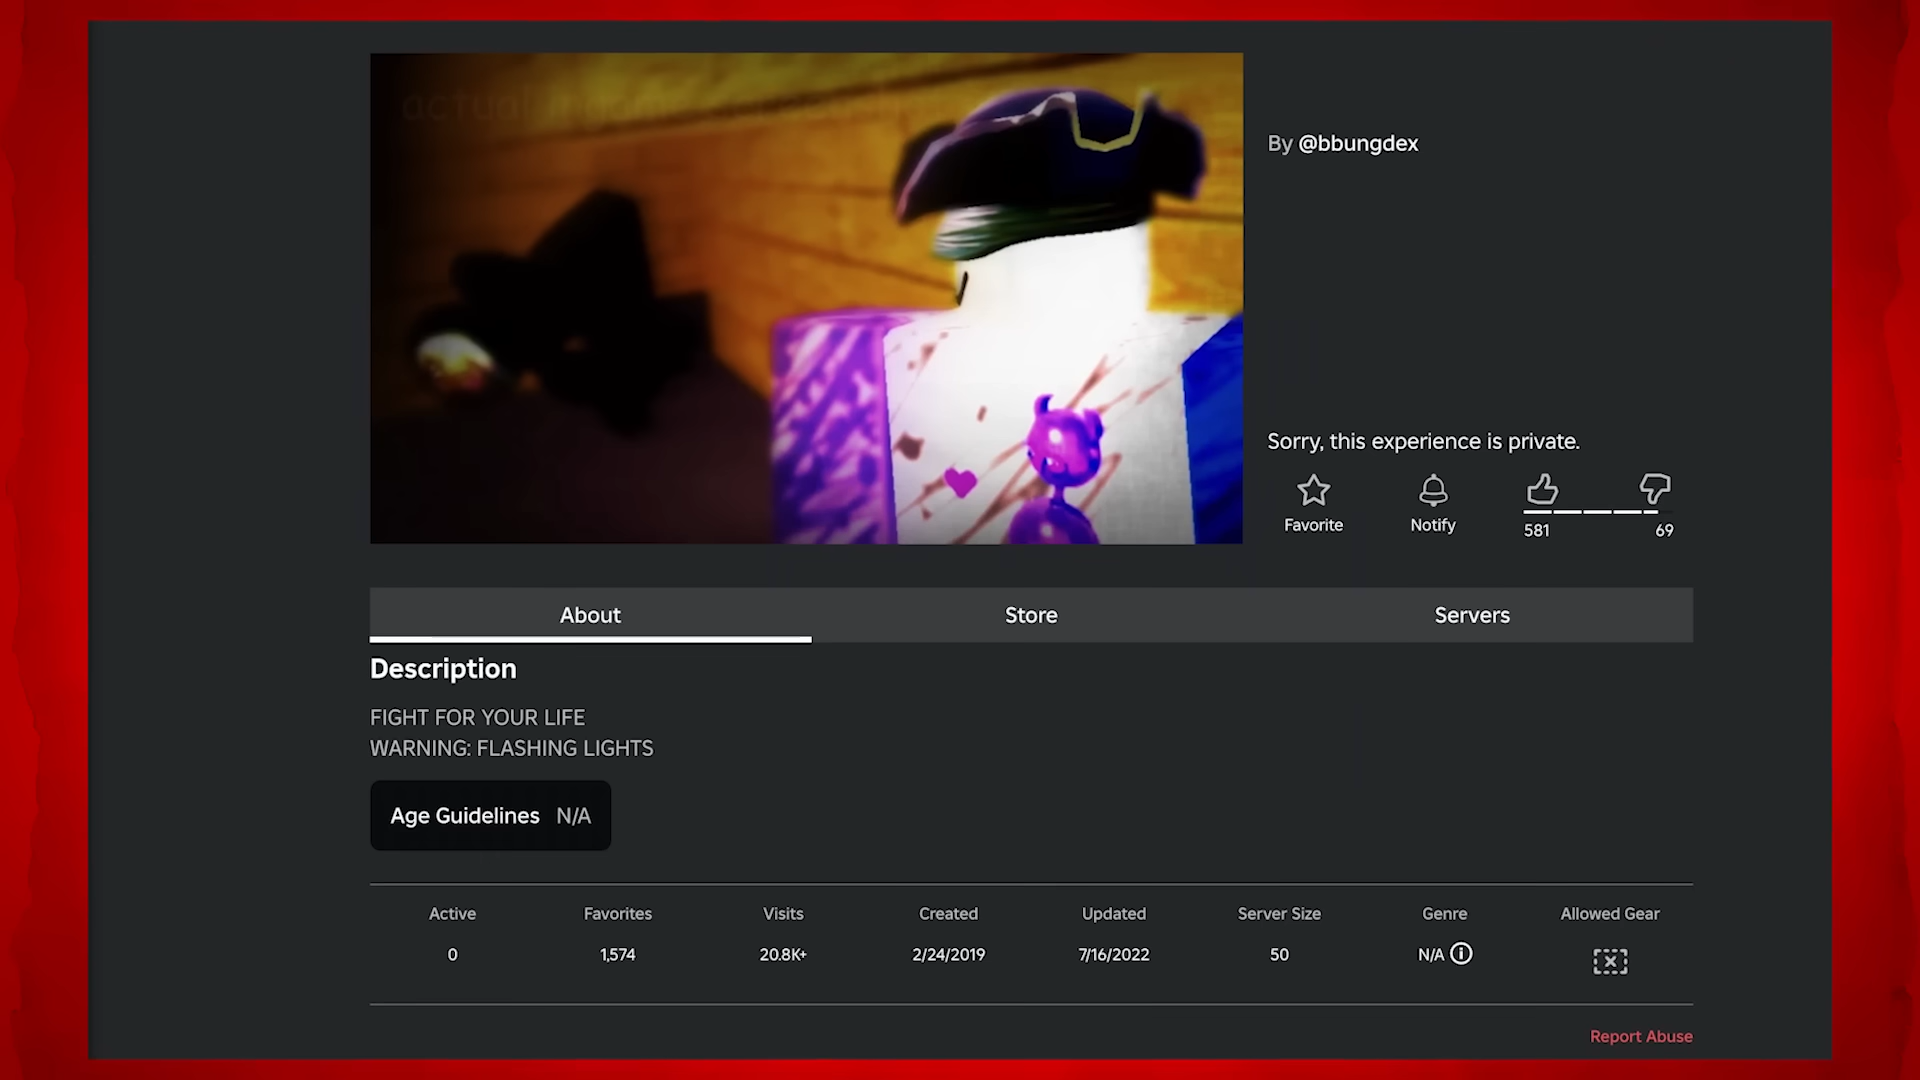 actual ingame
By @bbungdex
Sorry, this experience is private.
Favorite
Notify
581
69
About
Store
Servers
Description
FIGHT FOR YOUR LIFE
WARNING: FLASHING LIGHTS
Age Guidelines N/A
Active Favorites Visits Created Updated Server Size Genre Allowed Gear
0 1,574 20.8K+ 2/24/2019 7/16/2022 50 N/A
Report Abuse